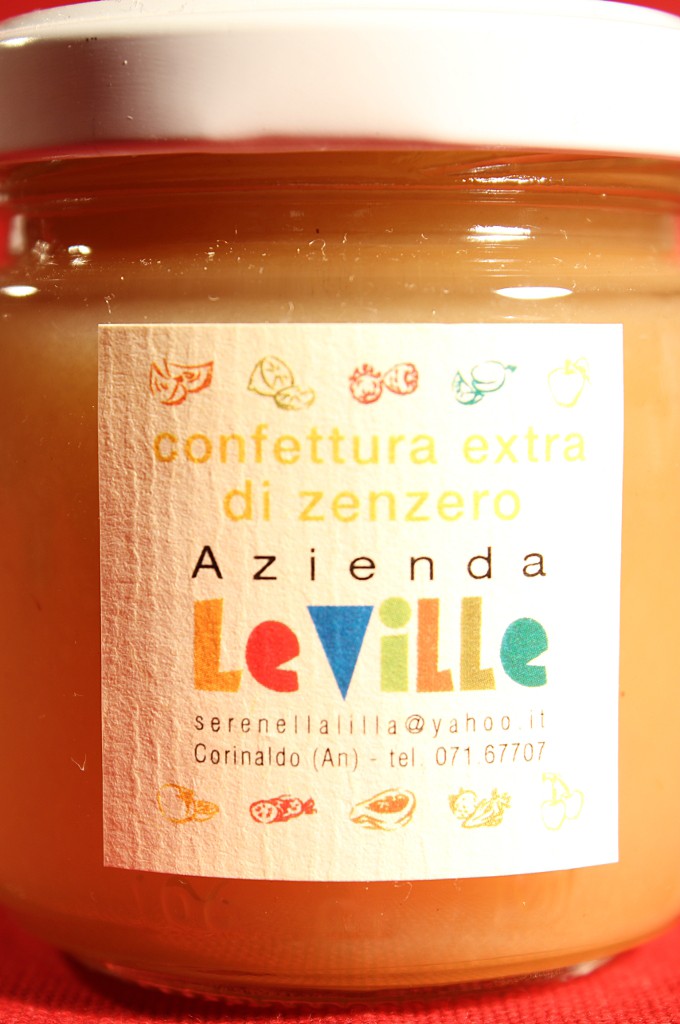 confettura extra
di zenzero
Azienda
LeVille
serenellalilla@yahoo.it
Corinaldo (An) - tel. 071.67707